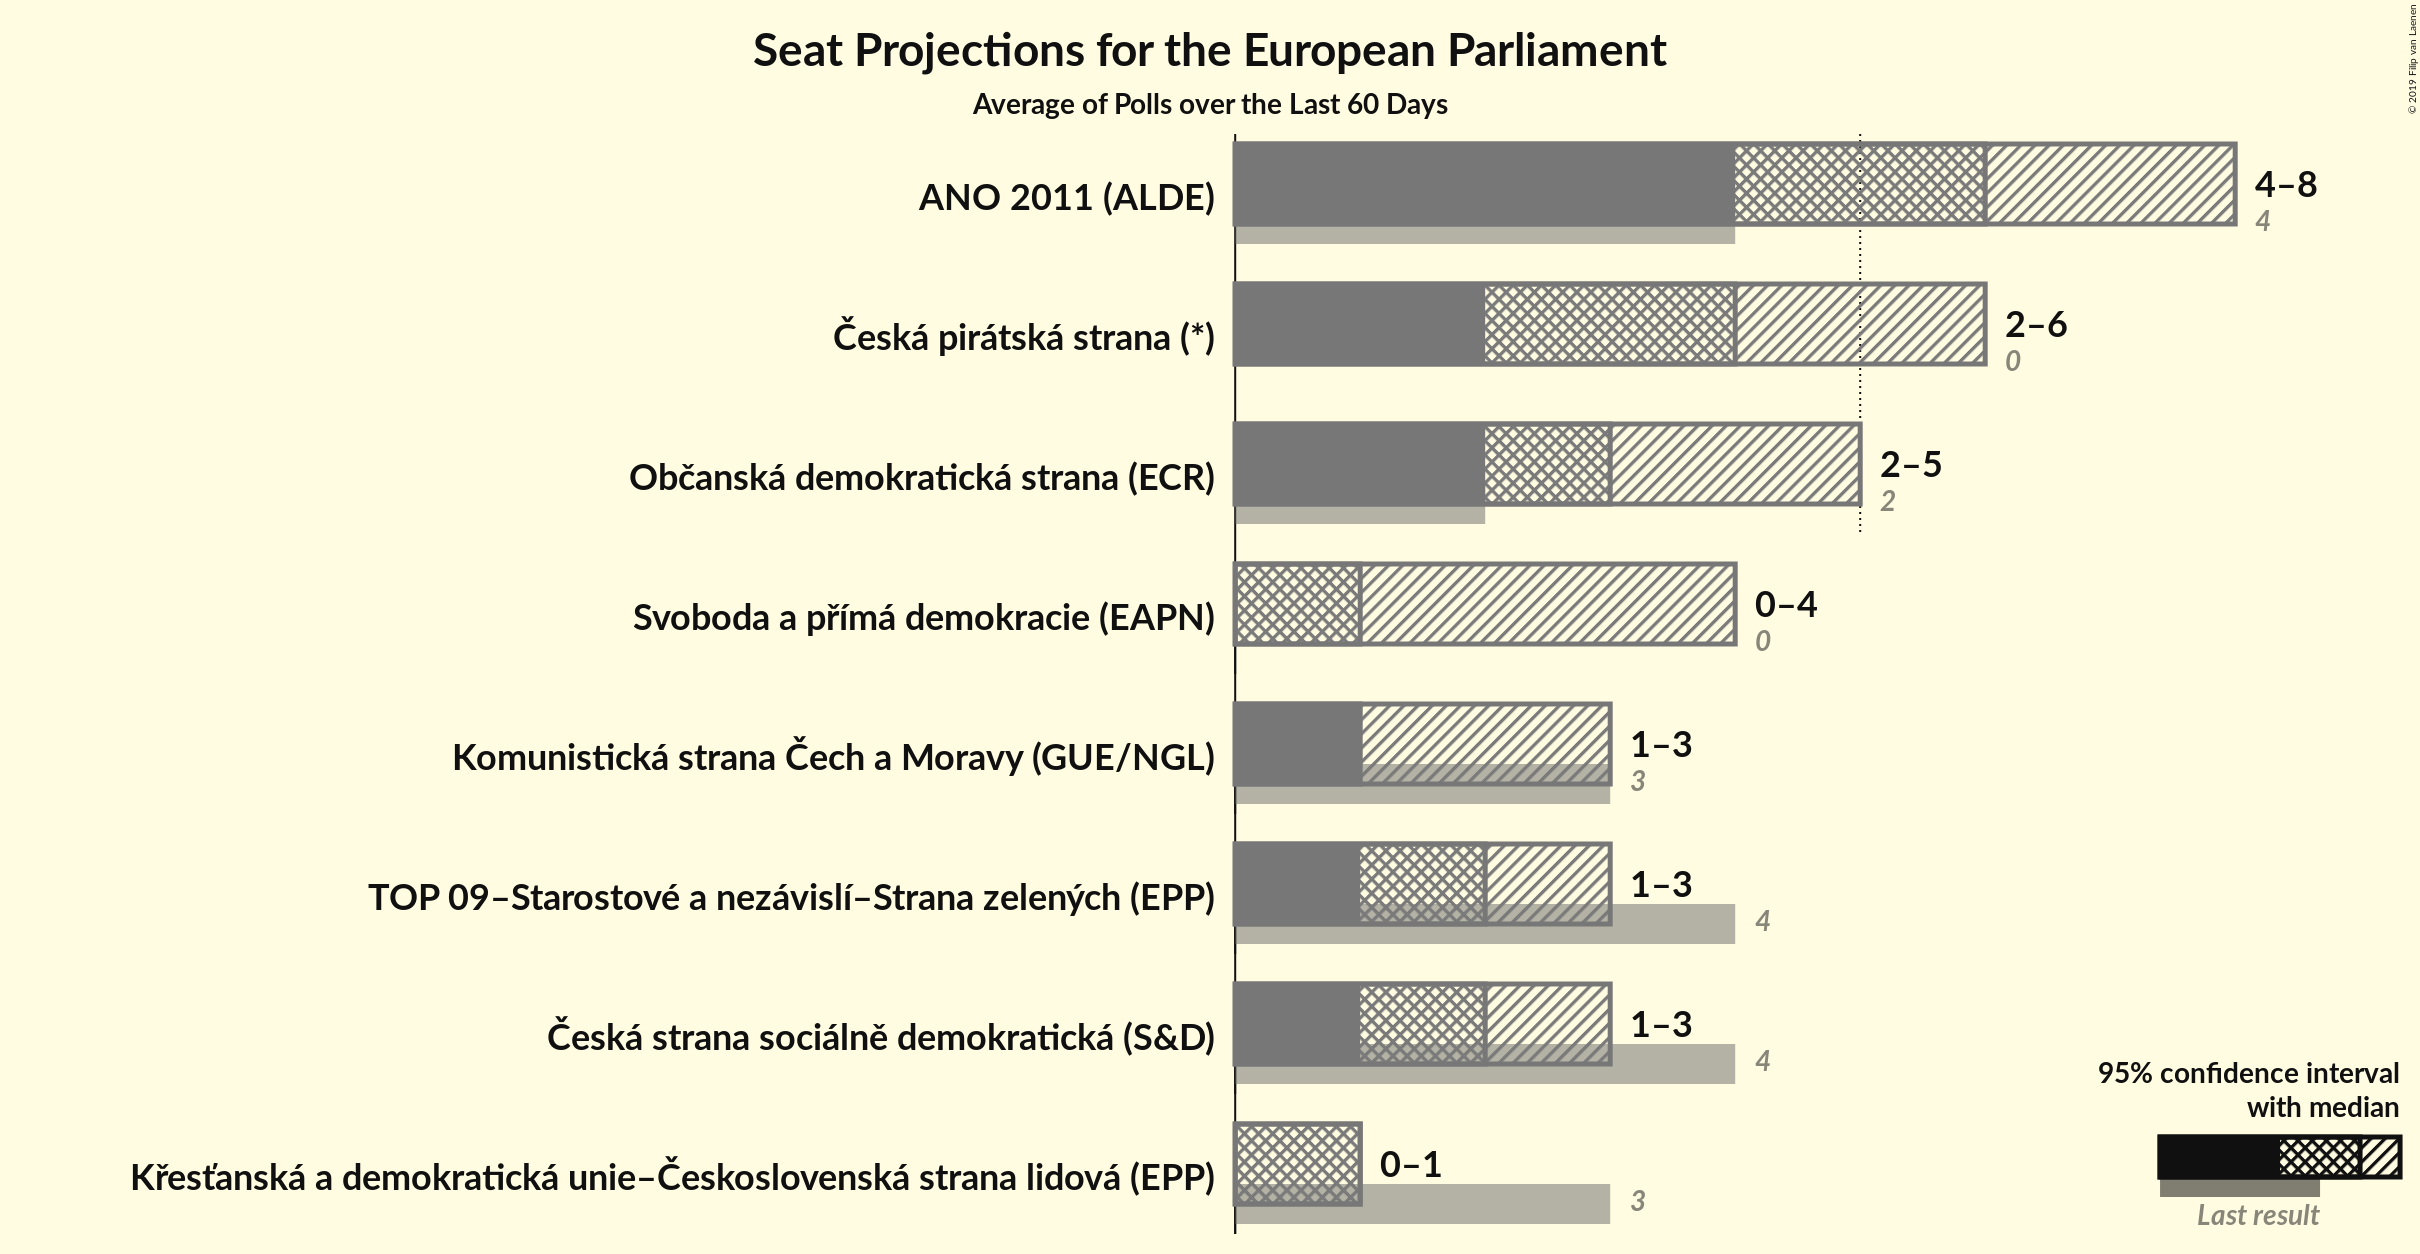 Seat Projections for the European Parliament
Average of Polls over the Last 60 Days
© 2019 Filip van Laenen
ANO 2011 (ALDE)
4–8
4
Česká pirátská strana (*)
2–6
0
Občanská demokratická strana (ECR)
2–5
2
Svoboda a přímá demokracie (EAPN)
0–4
0
Komunistická strana Čech a Moravy (GUE/NGL)
1–3
3
TOP 09–Starostové a nezávislí–Strana zelených (EPP)
1–3
4
Česká strana sociálně demokratická (S&D)
1–3
4
Křesťanská a demokratická unie–Československá strana lidová (EPP)
0–1
3
95% confidence interval
with median
Last result